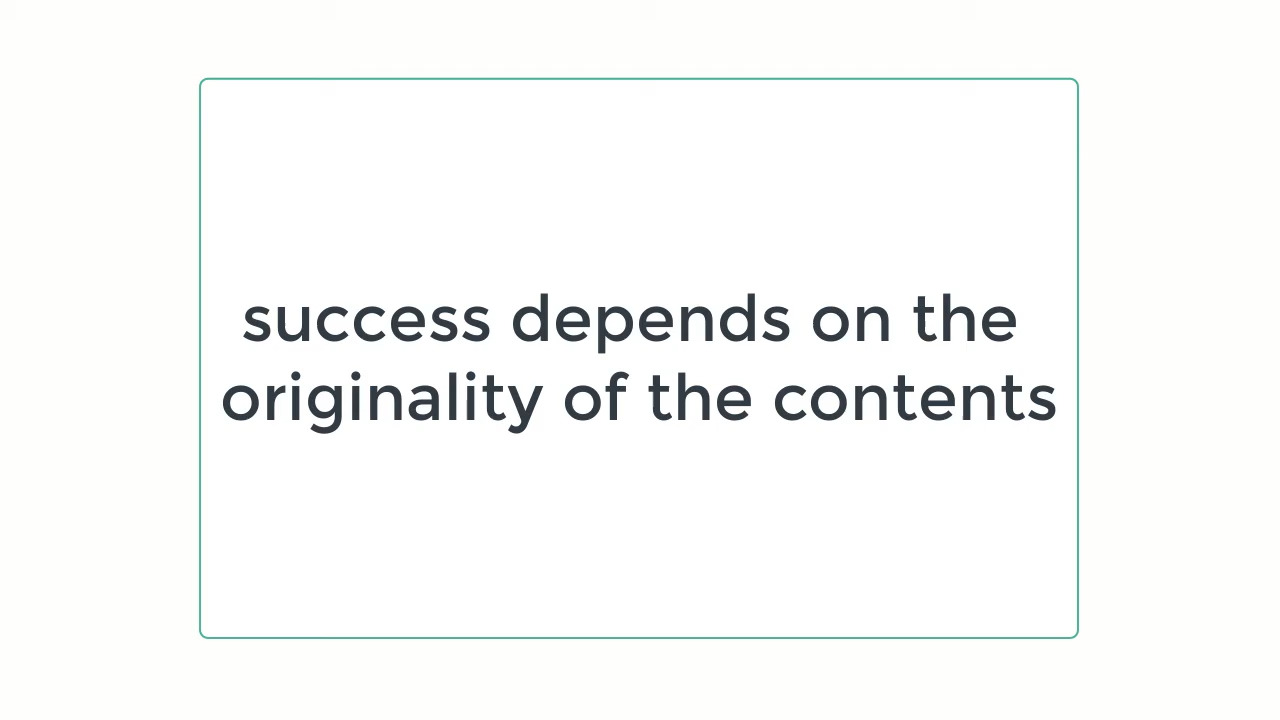 success depends on the
originality of the contents